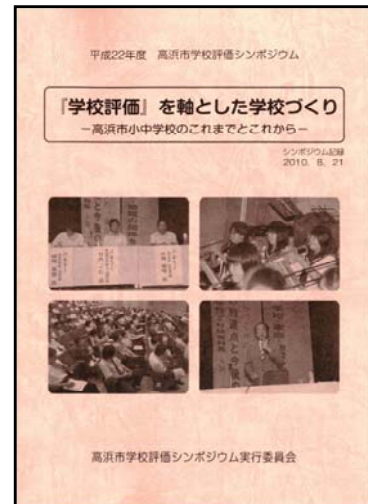 平成22年度 高浜市学校評価シンポジウム
『学校評価』を軸とした学校づくり
－高浜市小中学校のこれまでとこれから－
シンポジウム記録
2010. 8. 21
高浜市学校評価シンポジウム実行委員会